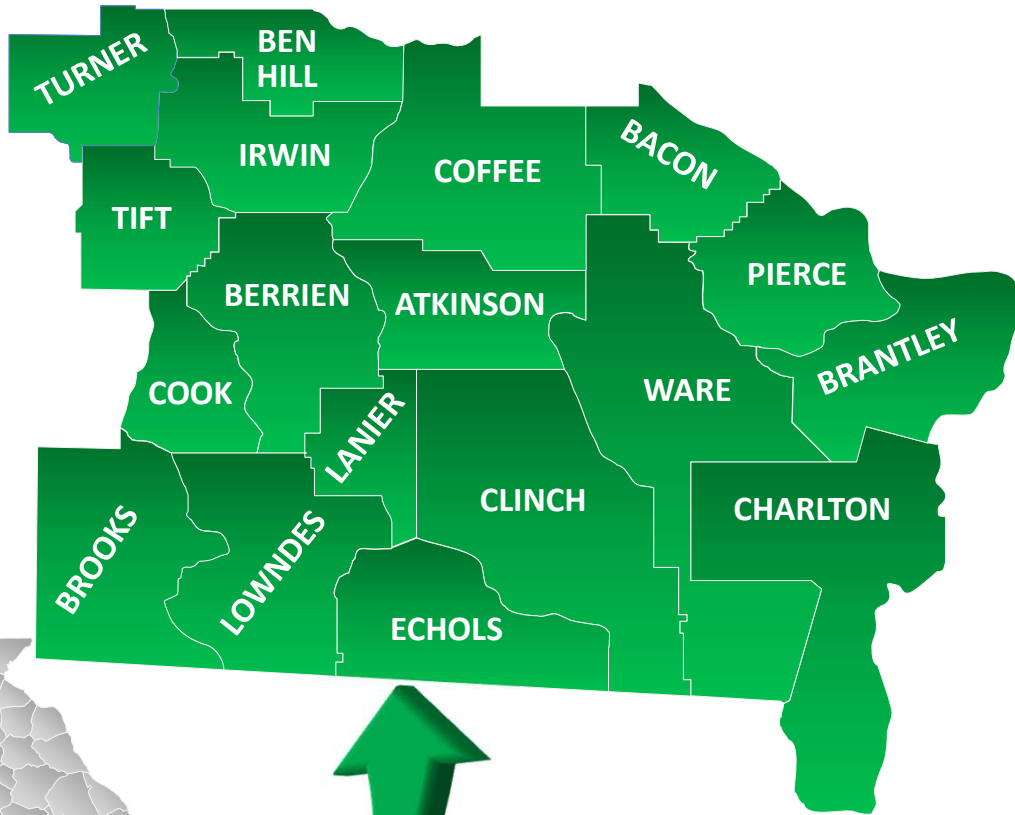 TURNER
BEN
HILL
IRWIN
COFFEE
BACON
TIFT
BERRIEN
ATKINSON
PIERCE
COOK
LANIER
WARE
BRANTLEY
BROOKS
LOWNDES
CLINCH
CHARLTON
ECHOLS